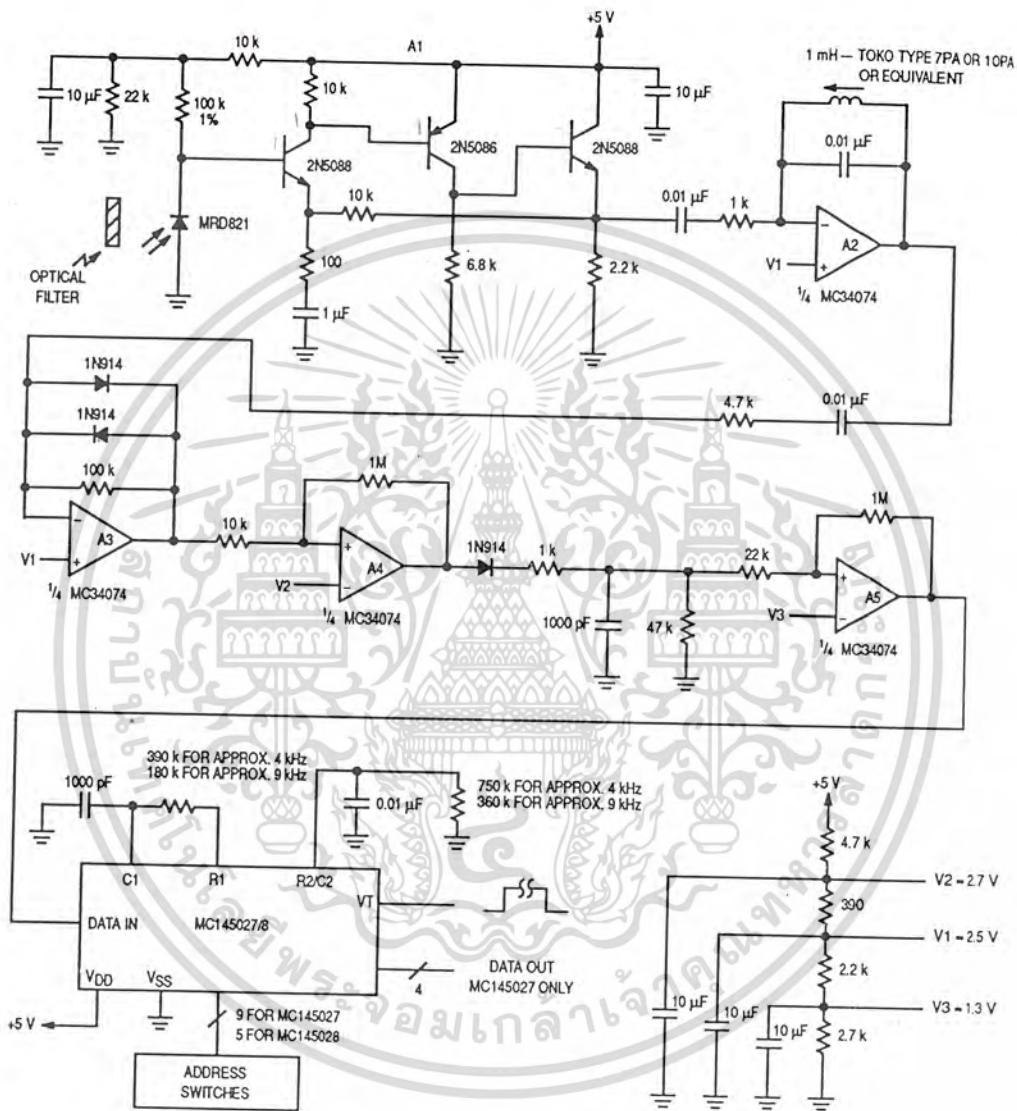 +5 V
10 k
A1
1 mH — TOKO TYPE 7PA OR 10PA
OR EQUIVALENT
10 µF
22 k
100 k
1%
10 k
10 µF
2N5088
2N5086
2N5088
0.01 µF
0.01 µF
1 k
10 k
MRD821
OPTICAL
FILTER
100
1 µF
6.8 k
2.2 k
−
A2
V1
+
1/4 MC34074
1N914
1N914
100 k
4.7 k
0.01 µF
−
A3
V1
+
1/4 MC34074
10 k
1M
+
A4
V2
−
1/4 MC34074
1N914
1 k
1000 pF
47 k
22 k
1M
+
A5
V3
−
1/4 MC34074
390 k FOR APPROX. 4 kHz
180 k FOR APPROX. 9 kHz
1000 pF
0.01 µF
750 k FOR APPROX. 4 kHz
360 k FOR APPROX. 9 kHz
C1
R1
R2/C2
VT
DATA IN
MC145027/8
VDD
VSS
+5 V
4
DATA OUT
MC145027 ONLY
9 FOR MC145027
5 FOR MC145028
ADDRESS
SWITCHES
+5 V
4.7 k
V2 ≈ 2.7 V
390
V1 ≈ 2.5 V
2.2 k
V3 ≈ 1.3 V
10 µF
10 µF
10 µF
2.7 k